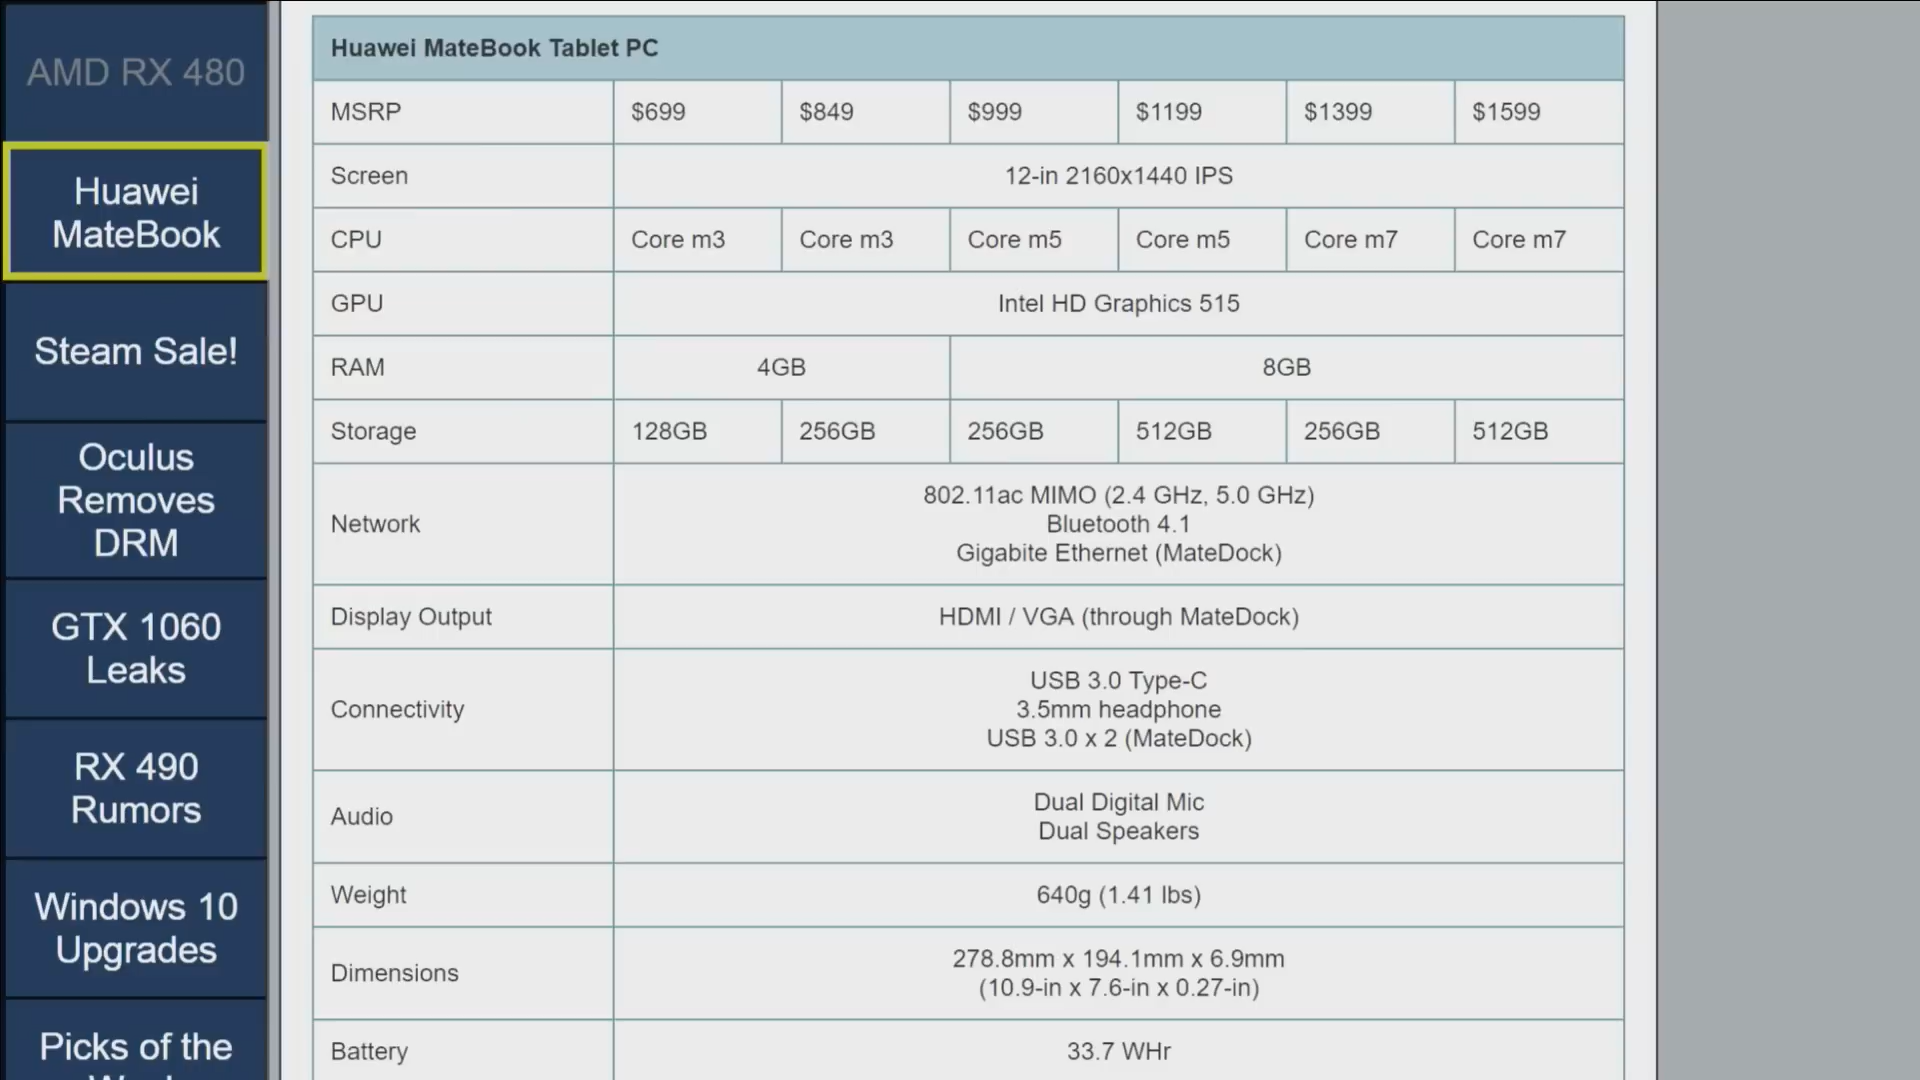 AMD RX 480
Huawei
MateBook
Steam Sale!
Oculus
Removes
DRM
GTX 1060
Leaks
RX 490
Rumors
Windows 10
Upgrades
Picks of the
Huawei MateBook Tablet PC
MSRP $699 $849 $999 $1199 $1399 $1599
Screen 12-in 2160x1440 IPS
CPU Core m3 Core m3 Core m5 Core m5 Core m7 Core m7
GPU Intel HD Graphics 515
RAM 4GB 8GB
Storage 128GB 256GB 256GB 512GB 256GB 512GB
Network
802.11ac MIMO (2.4 GHz, 5.0 GHz)
Bluetooth 4.1
Gigabite Ethernet (MateDock)
Display Output HDMI / VGA (through MateDock)
Connectivity
USB 3.0 Type-C
3.5mm headphone
USB 3.0 x 2 (MateDock)
Audio
Dual Digital Mic
Dual Speakers
Weight 640g (1.41 lbs)
Dimensions
278.8mm x 194.1mm x 6.9mm
(10.9-in x 7.6-in x 0.27-in)
Battery 33.7 WHr